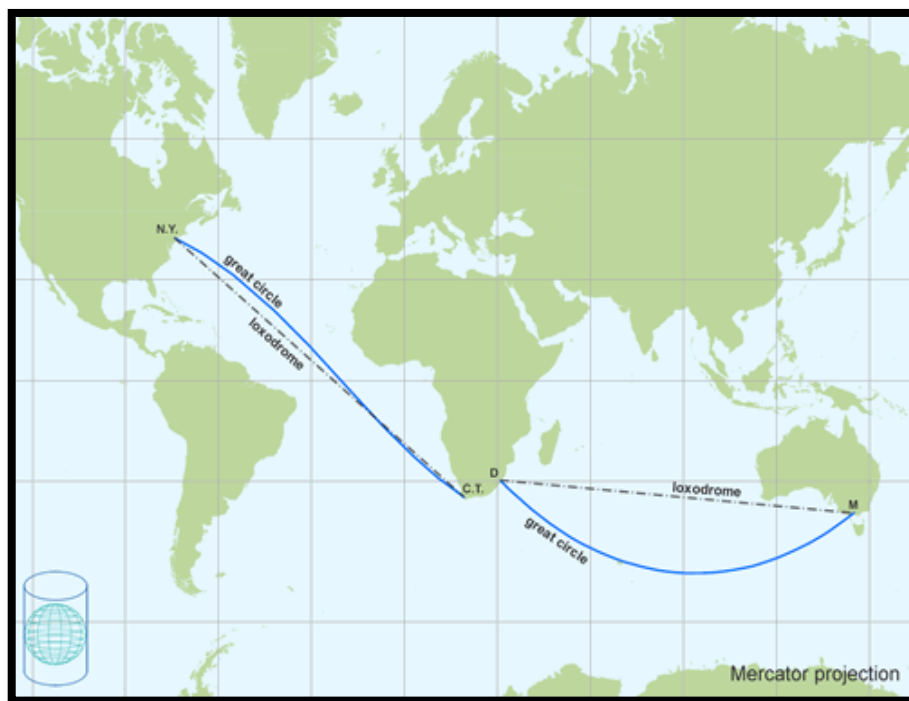 N.Y.
great circle
loxodrome
C.T.
D
loxodrome
M
great circle
Mercator projection